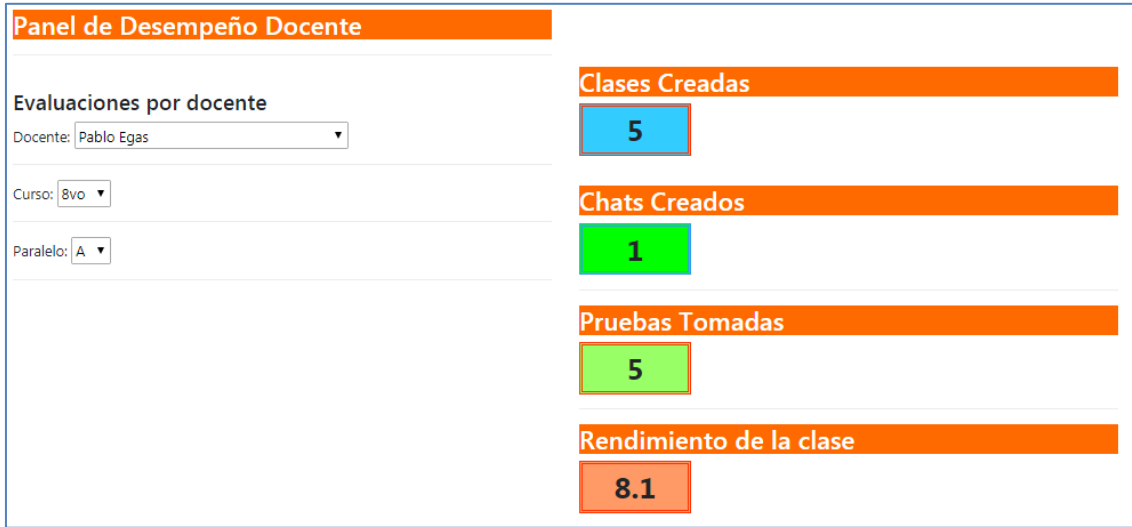 Panel de Desempeño Docente
Evaluaciones por docente
Docente: Pablo Egas
Curso: 8vo
Paralelo: A
Clases Creadas
5
Chats Creados
1
Pruebas Tomadas
5
Rendimiento de la clase
8.1